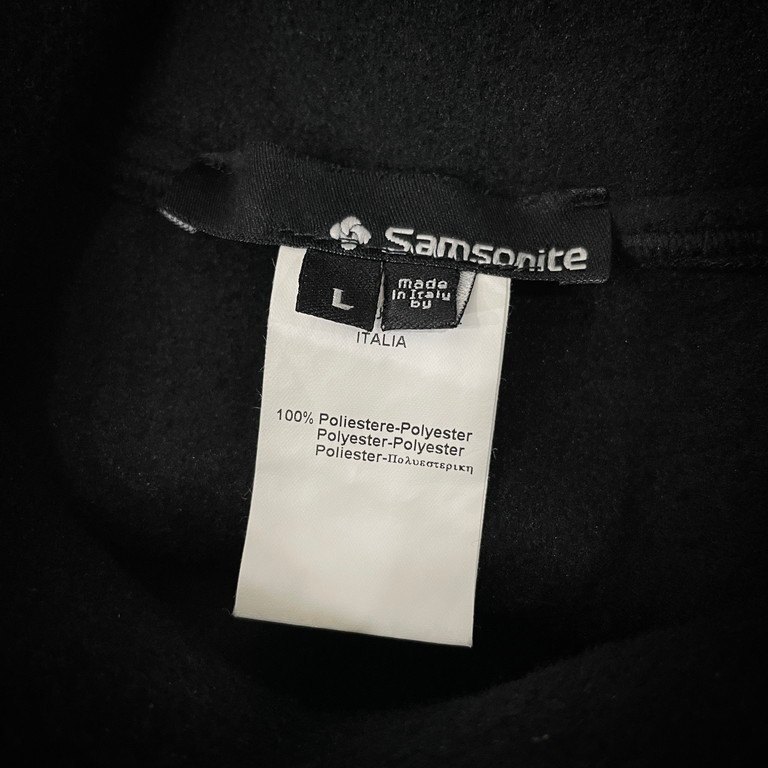 Samsonite
L
made
in Italy
by
ITALIA
100% Poliestere-Polyester
Polyester-Polyester
Poliester-Πολυεστερικη